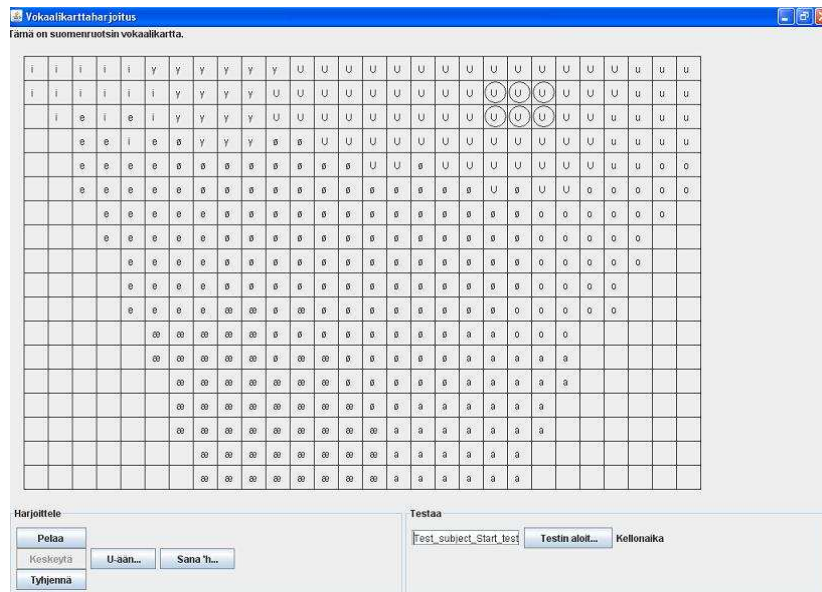 Vokaalikarttaharjoitus
Tämä on suomenruotsin vokaalikartta.
i i i i i y y y y y y U U U U U U U U U U U U U U u u u
i i i i i i y y y y U U U U U U U U U U U U U U U u u u
i e i e i y y y y U U U U U U U U U U U U U U u u u u
e e i e ø y y y ø ø U U U U U U U U U U U U u u u u
e e e e ø ø ø ø ø ø ø ø U U ø U U U U U U U u u o o
e e e e e ø ø ø ø ø ø ø ø ø ø ø ø U ø U U o o o o o
e e e e e ø ø ø ø ø ø ø ø ø ø ø ø ø o o o o o o
e e e e e ø ø ø ø ø ø ø ø ø ø ø ø ø o o o o o
e e e e ø ø ø ø ø ø ø ø ø ø ø ø ø o o o o o
e e e e ø ø ø ø ø ø ø ø ø ø ø ø ø o o o o
e e e e æ æ ø æ ø ø ø ø ø ø ø ø o o o o o
æ æ æ æ æ ø ø ø ø ø ø ø ø a a o o o
æ æ æ æ æ ø æ æ ø ø ø ø ø a a a a a
æ æ æ æ æ æ æ ø ø ø ø ø a a a a a
æ æ æ æ æ æ æ æ ø ø a a a a a a
æ æ æ æ æ æ æ æ æ a a a a a a a
æ æ æ æ æ æ æ æ a a a a a a
æ æ æ æ æ æ æ æ a a a a a a
Harjoittele
Pelaa
Keskeytä U-ään... Sana 'h...
Tyhjennä
Testaa
Test_subject_Start_test Testin aloit... Kellonaika